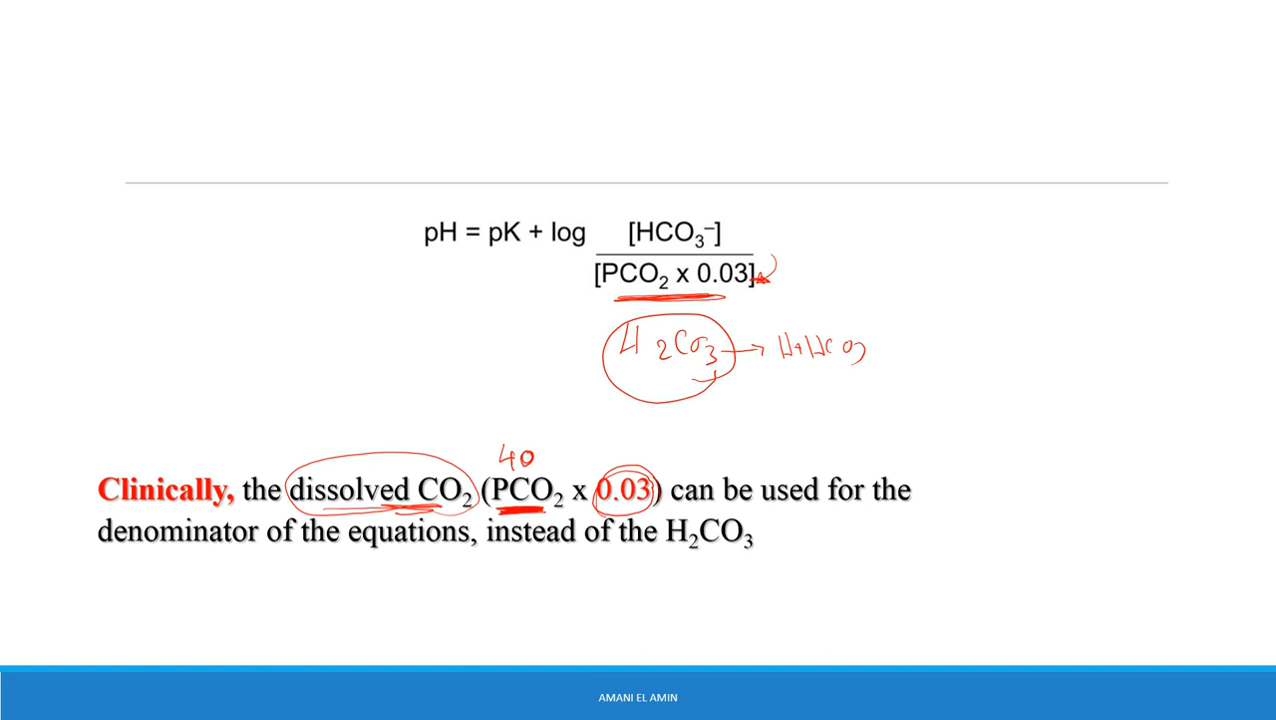 pH = pK + log [HCO₃⁻]
[PCO₂ x 0.03]
H₂CO₃ → H+HCO3
40
Clinically, the dissolved CO₂ (PCO₂ x 0.03) can be used for the
denominator of the equations, instead of the H₂CO₃
AMANI EL AMIN